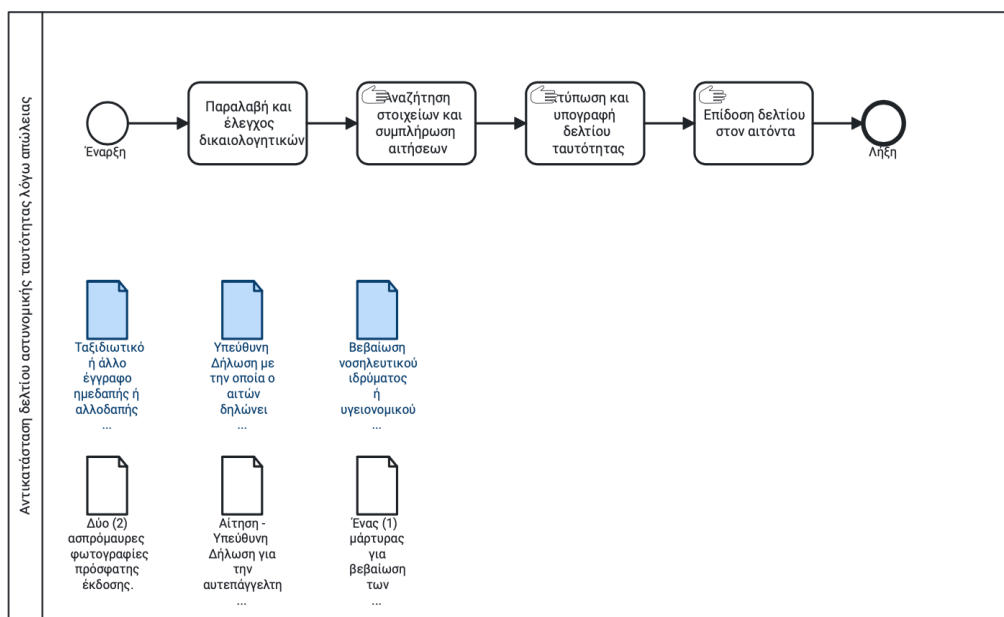 Αντικατάσταση δελτίου αστυνομικής ταυτότητας λόγω απώλειας
Έναρξη
Παραλαβή και
έλεγχος
δικαιολογητικών
Αναζήτηση
στοιχείων και
συμπλήρωση
αιτήσεων
και
υπογραφή
δελτίου
ταυτότητας
Επίδοση δελτίου
στον αιτόντα
Λήξη
Ταξιδιωτικό
ή άλλο
έγγραφο
ημεδαπής ή
αλλοδαπής
...
Υπεύθυνη
Δήλωση με
την οποία ο
αιτών
δηλώνει
...
Βεβαίωση
νοσηλευτικού
ιδρύματος
ή
υγειονομικού
...
Δύο (2)
ασπρόμαυρες
φωτογραφίες
πρόσφατης
έκδοσης.
Αίτηση -
Υπεύθυνη
Δήλωση για
την
αυτεπάγγελτη
...
Ένας (1)
μάρτυρας
για
βεβαίωση
των
...